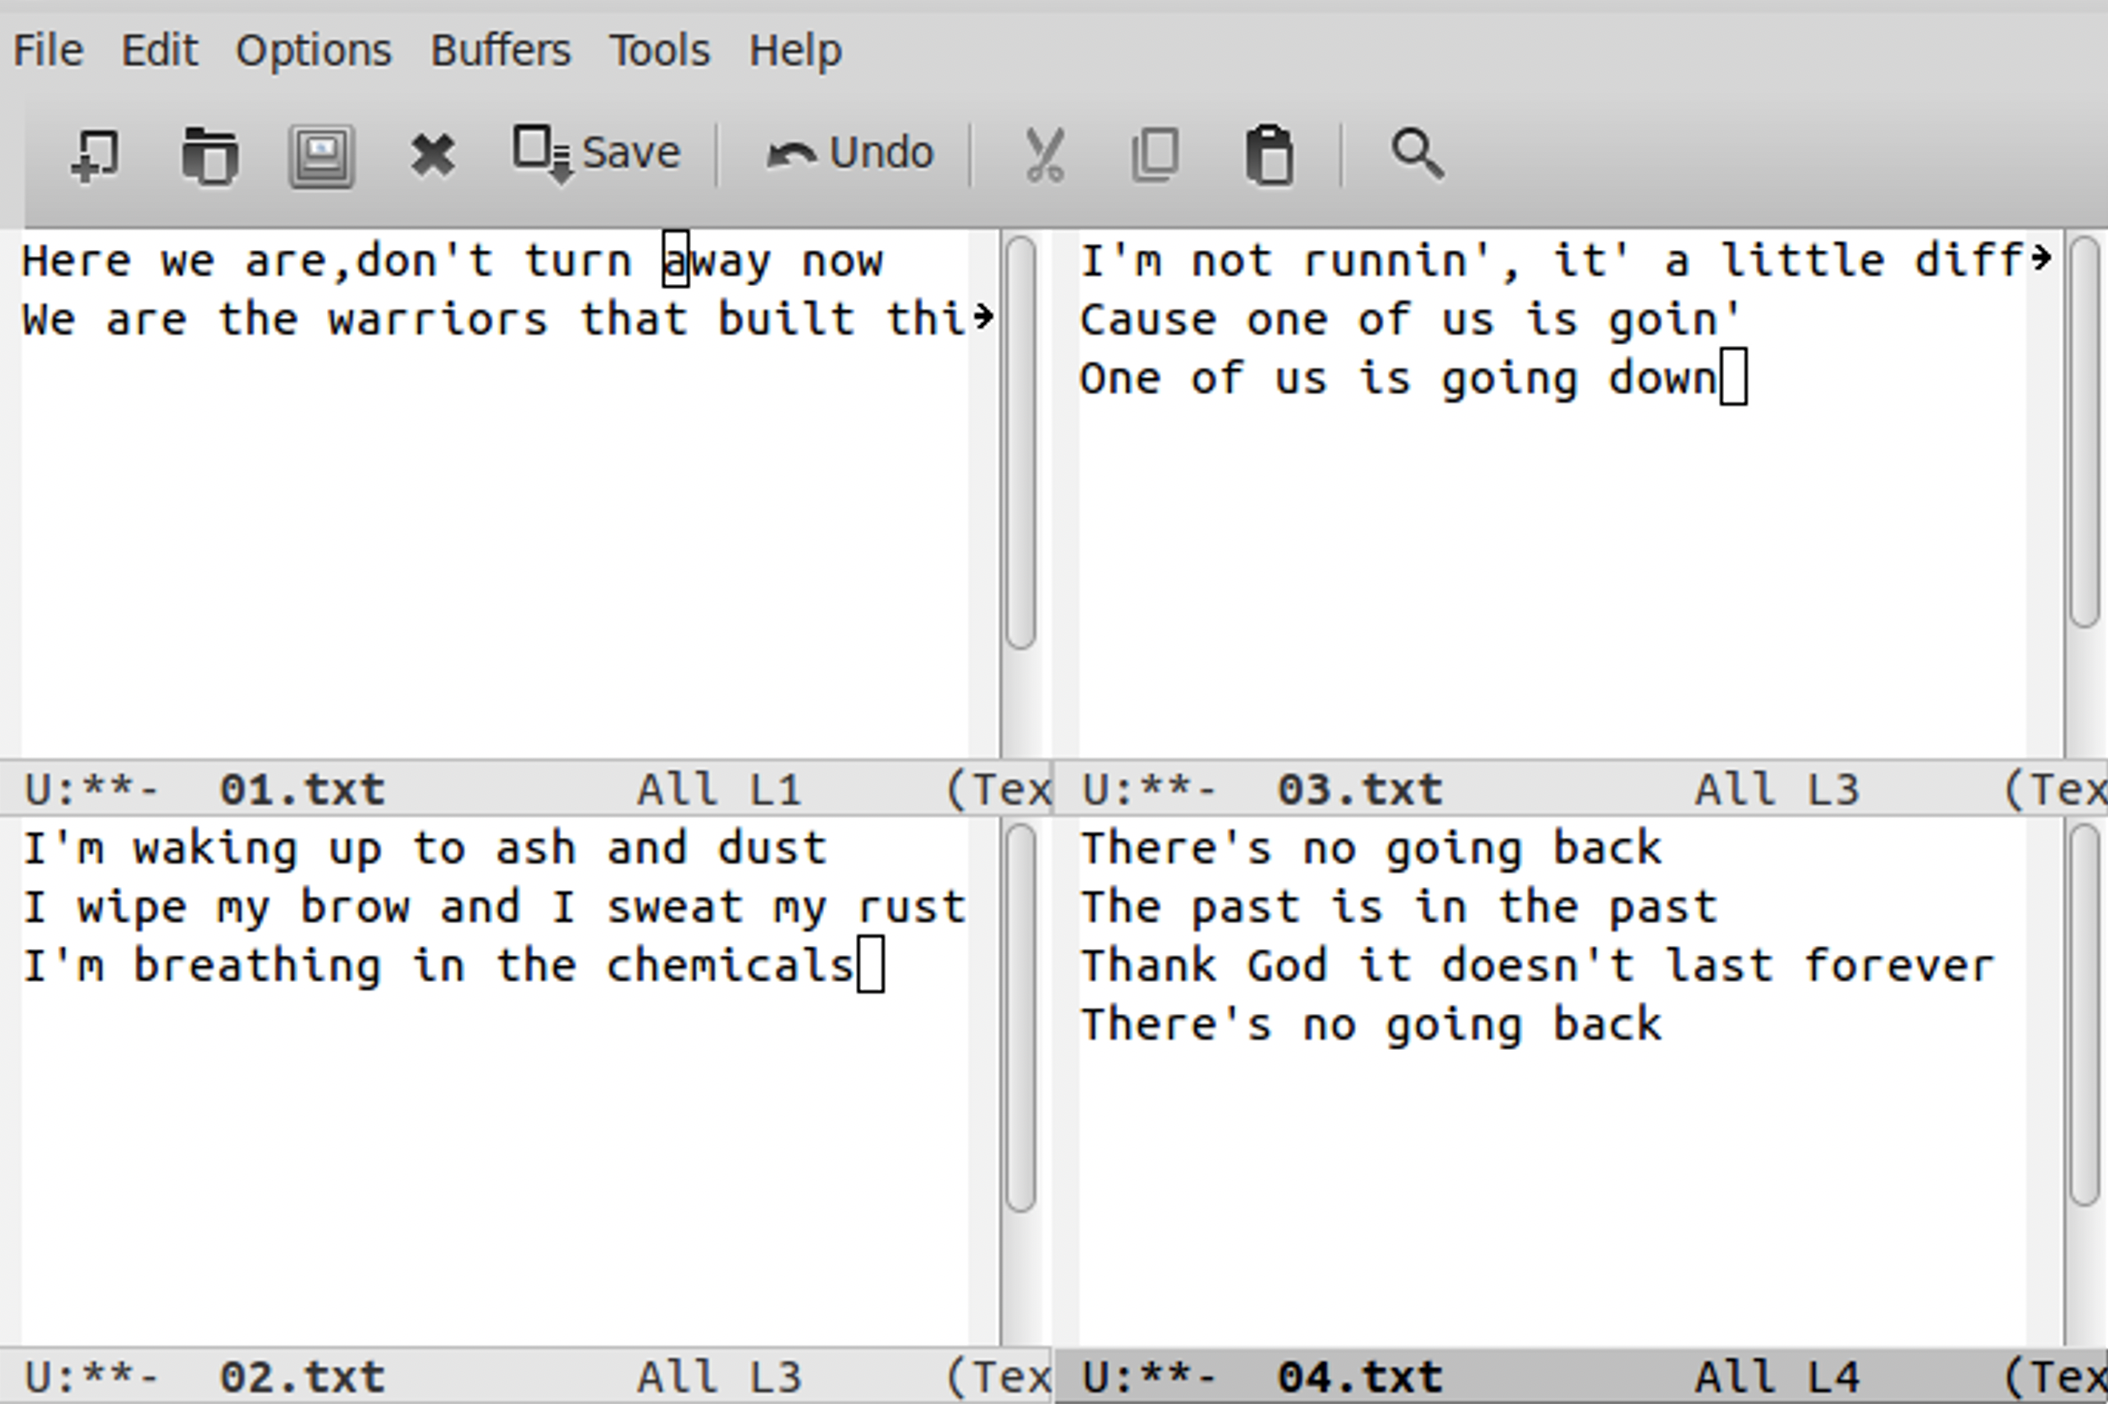 File Edit Options Buffers Tools Help
Save Undo
Here we are,don't turn away now
We are the warriors that built thi
U:**- 01.txt All L1 (Tex
I'm not runnin', it' a little diff
Cause one of us is goin'
One of us is going down
U:**- 03.txt All L3 (Tex
I'm waking up to ash and dust
I wipe my brow and I sweat my rust
I'm breathing in the chemicals
U:**- 02.txt All L3 (Tex
There's no going back
The past is in the past
Thank God it doesn't last forever
There's no going back
U:**- 04.txt All L4 (Tex